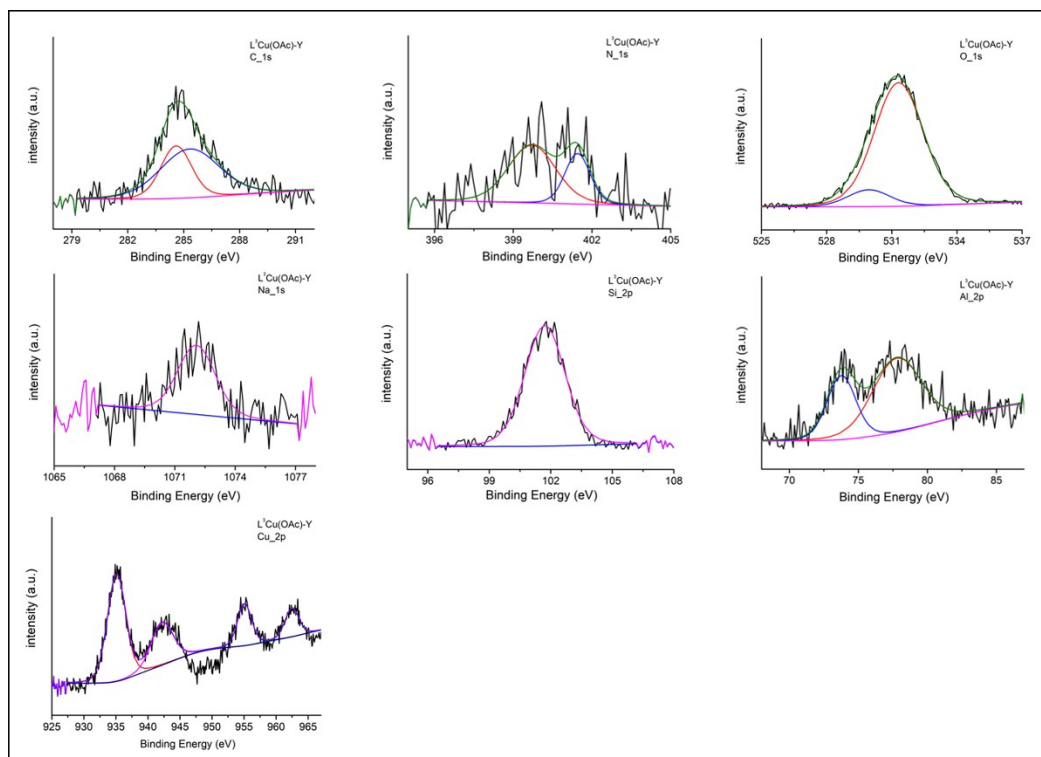 L³Cu(OAc)-Y
C_1s
intensity (a.u.)
279 282 285 288 291
Binding Energy (eV)
L³Cu(OAc)-Y
N_1s
intensity (a.u.)
396 399 402 405
Binding Energy (eV)
L³Cu(OAc)-Y
O_1s
intensity (a.u.)
525 528 531 534 537
Binding Energy (eV)
L³Cu(OAc)-Y
Na_1s
intensity (a.u.)
1065 1068 1071 1074 1077
Binding Energy (eV)
L³Cu(OAc)-Y
Si_2p
intensity (a.u.)
96 99 102 105 108
Binding Energy (eV)
L³Cu(OAc)-Y
Al_2p
intensity (a.u.)
70 75 80 85
Binding Energy (eV)
L³Cu(OAc)-Y
Cu_2p
intensity (a.u.)
925 930 935 940 945 950 955 960 965
Binding Energy (eV)